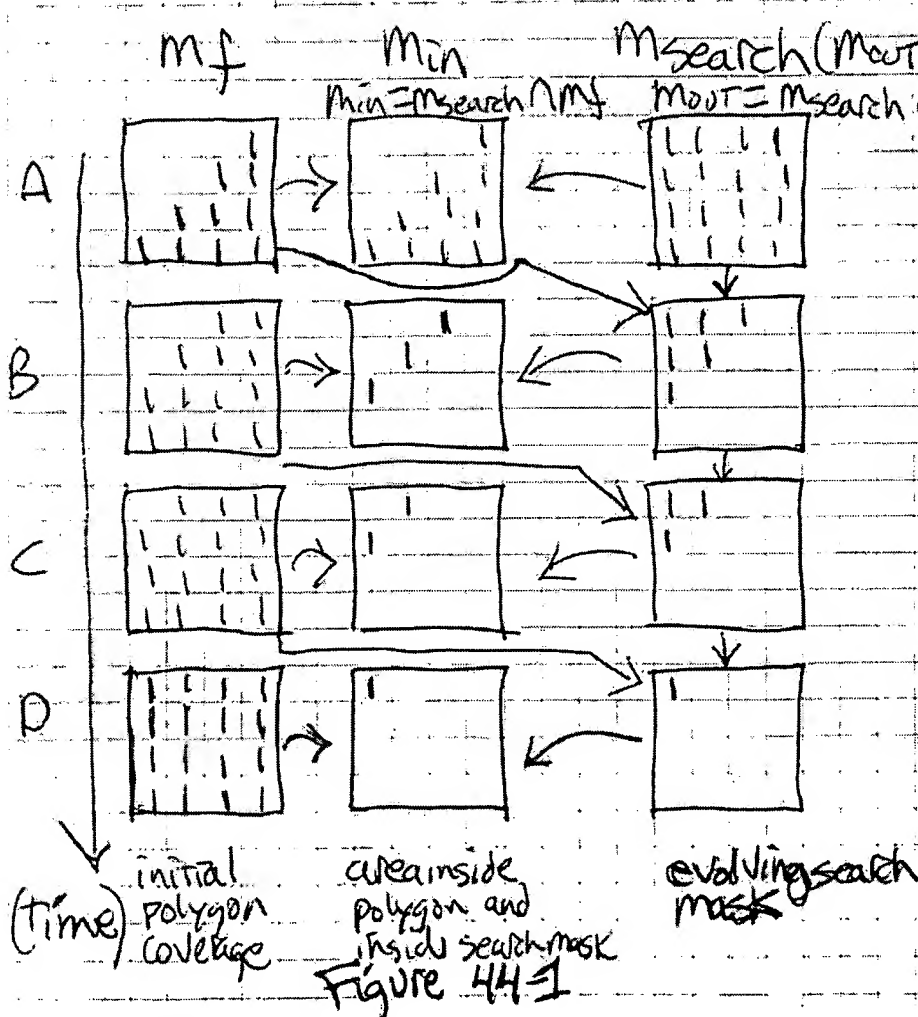 mf min msearch (mout
min = msearch ∩ mf mout = msearch
A
B
C
D
(time)
initial polygon coverage
area inside polygon and inside search mask
evolving search mask
Figure 44-1